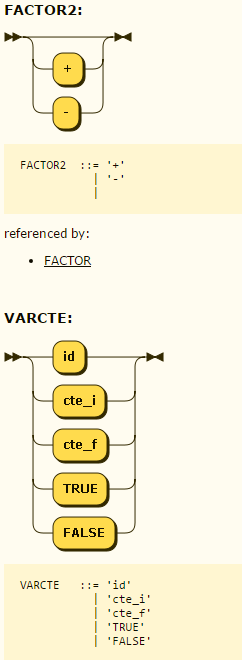 FACTOR2:
+
-
FACTOR2 ::= '+'
| '-'
|
referenced by:
• FACTOR
VARCTE:
id
cte_i
cte_f
TRUE
FALSE
VARCTE ::= 'id'
| 'cte_i'
| 'cte_f'
| 'TRUE'
| 'FALSE'